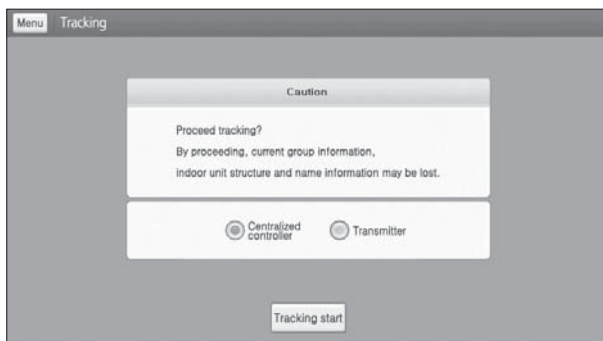 Menu Tracking
Caution
Proceed tracking?
By proceeding, current group information,
indoor unit structure and name information may be lost.
Centralized
controller
Transmitter
Tracking start